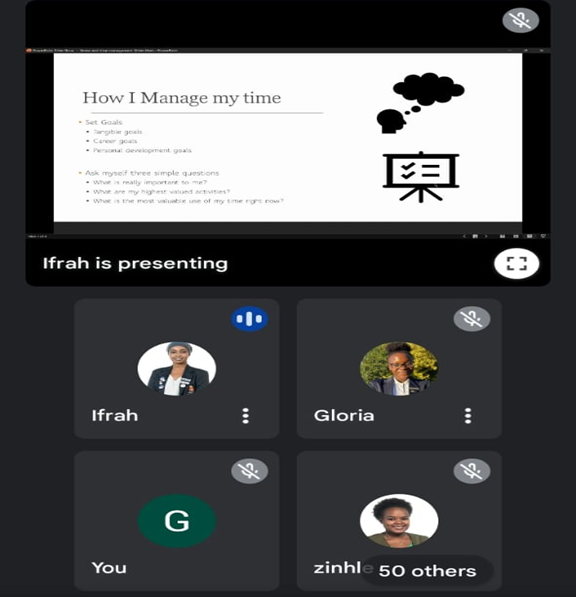 How I Manage my time
Set Goals
Tangible goals
Career goals
Personal development goals
Ask myself three simple questions
What is really important to me?
What are my highest valued activities?
What is the most valuable use of my time right now?
Ifrah is presenting
Ifrah
Gloria
G
You
zinhle
50 others